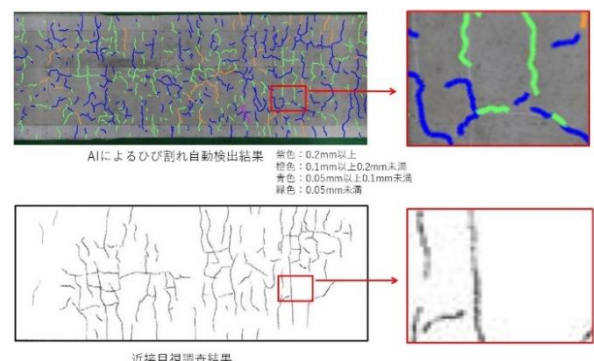 AIによるひび割れ自動検出結果
紫色：0.2mm以上
橙色：0.1mm以上0.2mm未満
青色：0.05mm以上0.1mm未満
緑色：0.05mm未満
近接目視調査結果